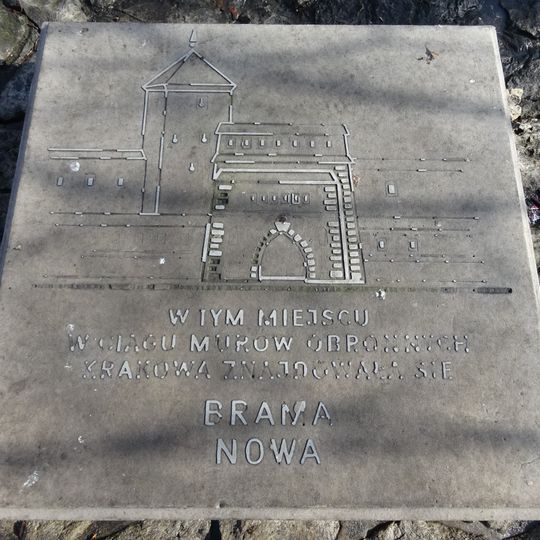 W TYM MIEJSCU
W CIĄGU MURÓW OBRONNYCH
KRAKOWA ZNAJDOWAŁA SIĘ
BRAMA
NOWA